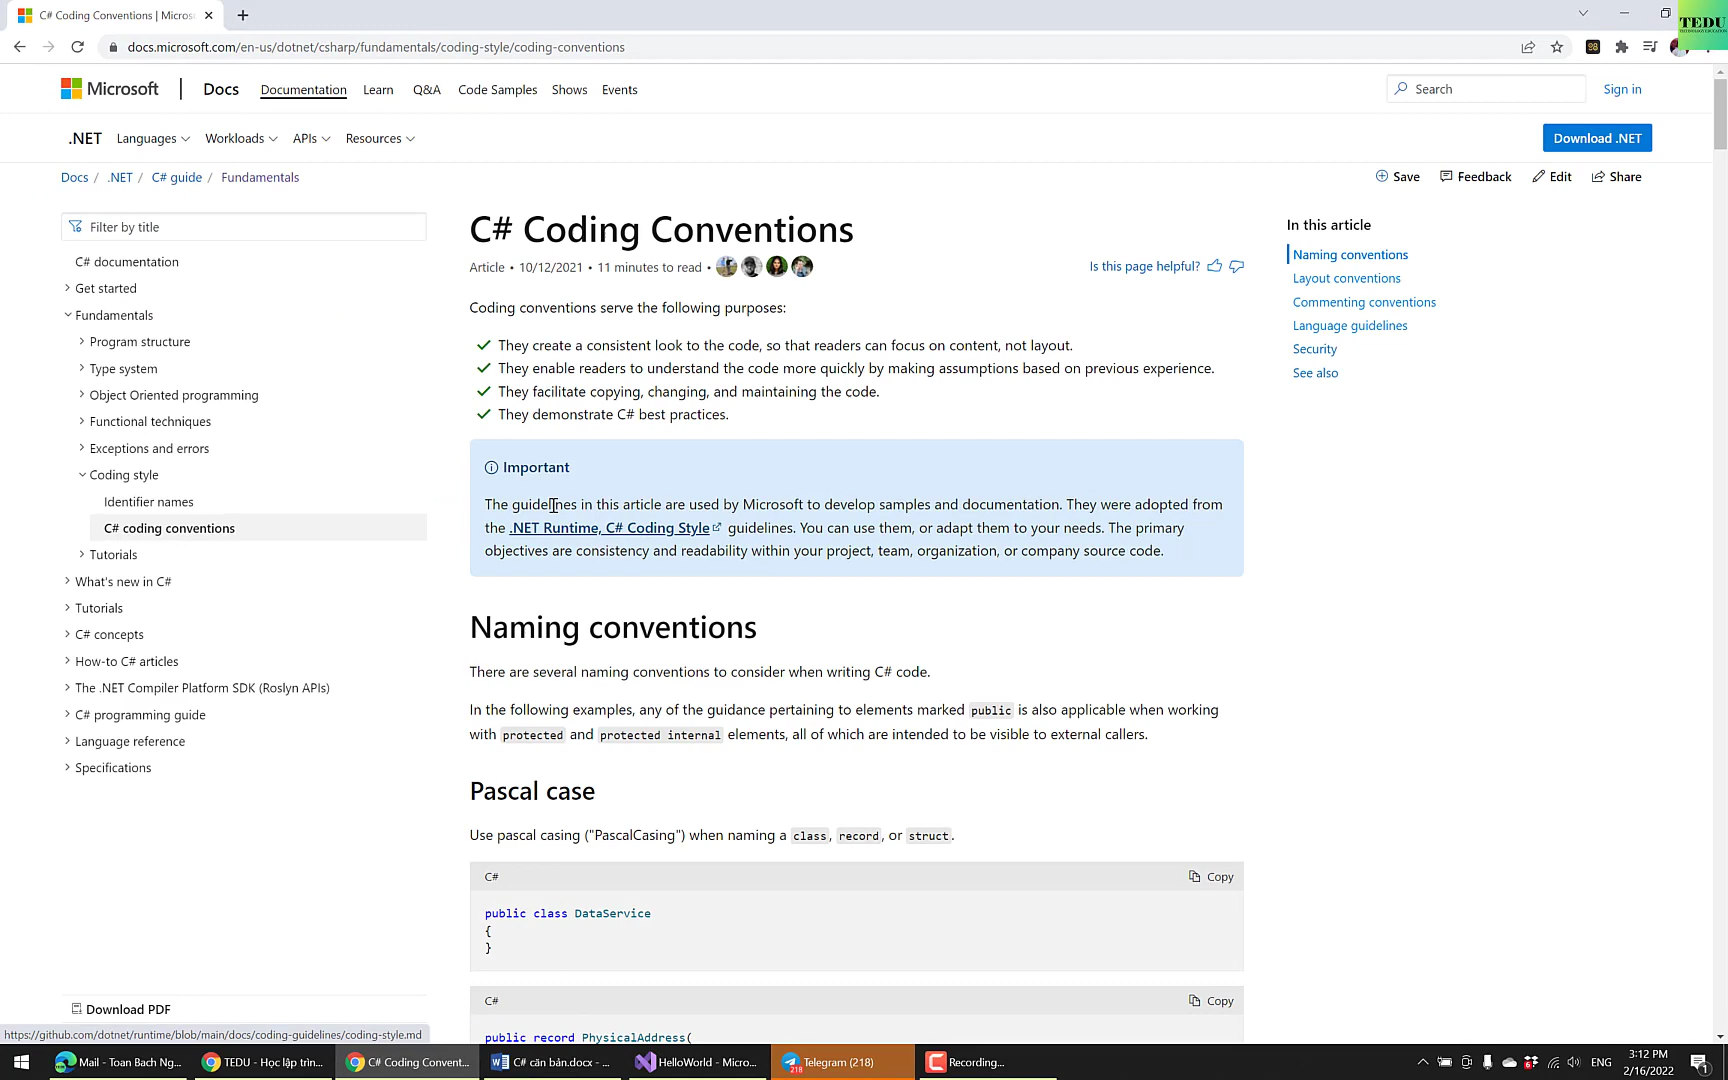 C# Coding Conventions | Micros
TEDU
TECHNOLOGY EDUCATION
docs.microsoft.com/en-us/dotnet/csharp/fundamentals/coding-style/coding-conventions
98
Microsoft
Docs
Documentation
Learn
Q&A
Code Samples
Shows
Events
Search
Sign in
.NET
Languages
Workloads
APIs
Resources
Download .NET
Docs / .NET / C# guide / Fundamentals
Save
Feedback
Edit
Share
Filter by title
C# documentation
Get started
Fundamentals
Program structure
Type system
Object Oriented programming
Functional techniques
Exceptions and errors
Coding style
Identifier names
C# coding conventions
Tutorials
What's new in C#
Tutorials
C# concepts
How-to C# articles
The .NET Compiler Platform SDK (Roslyn APIs)
C# programming guide
Language reference
Specifications
Download PDF
C# Coding Conventions
Article • 10/12/2021 • 11 minutes to read •
Is this page helpful?
Coding conventions serve the following purposes:
They create a consistent look to the code, so that readers can focus on content, not layout.
They enable readers to understand the code more quickly by making assumptions based on previous experience.
They facilitate copying, changing, and maintaining the code.
They demonstrate C# best practices.
Important
The guidelines in this article are used by Microsoft to develop samples and documentation. They were adopted from
the .NET Runtime, C# Coding Style guidelines. You can use them, or adapt them to your needs. The primary
objectives are consistency and readability within your project, team, organization, or company source code.
Naming conventions
There are several naming conventions to consider when writing C# code.
In the following examples, any of the guidance pertaining to elements marked public is also applicable when working
with protected and protected internal elements, all of which are intended to be visible to external callers.
Pascal case
Use pascal casing ("PascalCasing") when naming a class, record, or struct.
C#
Copy
public class DataService
{
}
C#
Copy
public record PhysicalAddress(
In this article
Naming conventions
Layout conventions
Commenting conventions
Language guidelines
Security
See also
https://github.com/dotnet/runtime/blob/main/docs/coding-guidelines/coding-style.md
Mail - Toan Bach Ng...
TEDU - Học lập trìn...
C# Coding Convent...
C# căn bản.docx - ...
HelloWorld - Micro...
218
Telegram (218)
Recording...
6
ENG
3:12 PM
2/16/2022
1